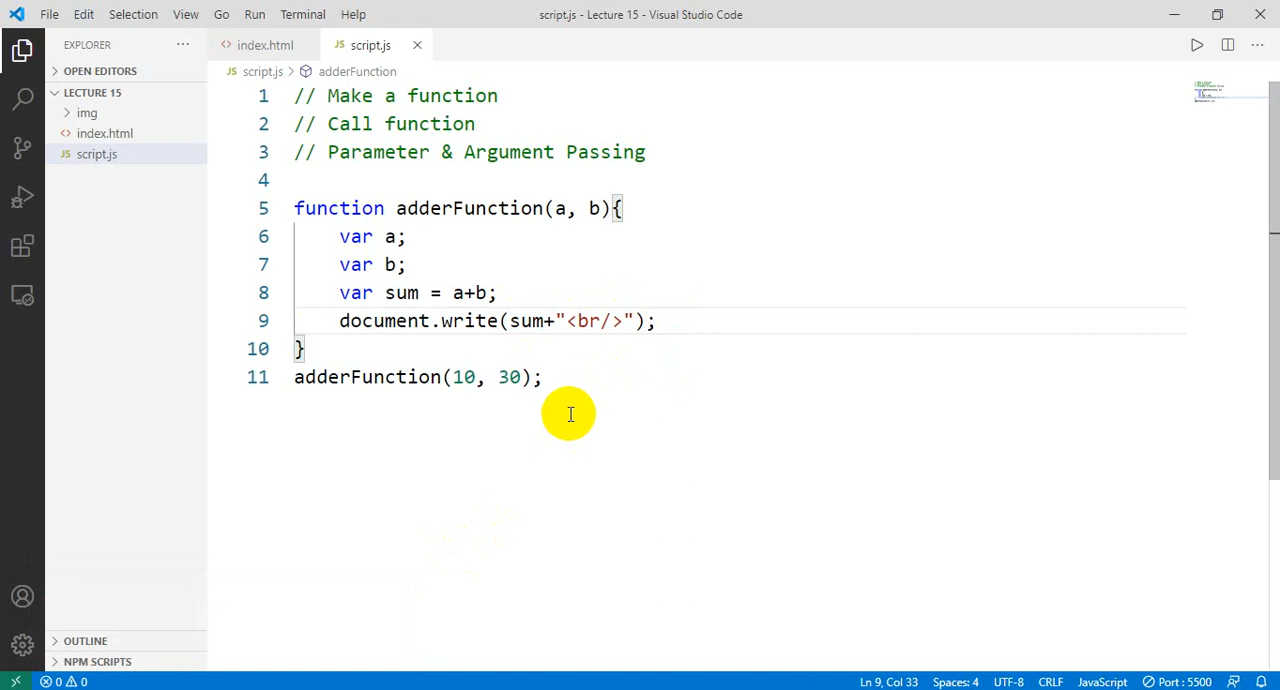 File Edit Selection View Go Run Terminal Help script.js - Lecture 15 - Visual Studio Code
EXPLORER ··· index.html JS script.js
OPEN EDITORS JS script.js > adderFunction
LECTURE 15
img
index.html
JS script.js
1 // Make a function
2 // Call function
3 // Parameter & Argument Passing
4
5 function adderFunction(a, b){
6 var a;
7 var b;
8 var sum = a+b;
9 document.write(sum+"<br/>");
10 }
11 adderFunction(10, 30);
OUTLINE
NPM SCRIPTS
0 0 Ln 9, Col 33 Spaces: 4 UTF-8 CRLF JavaScript Port : 5500